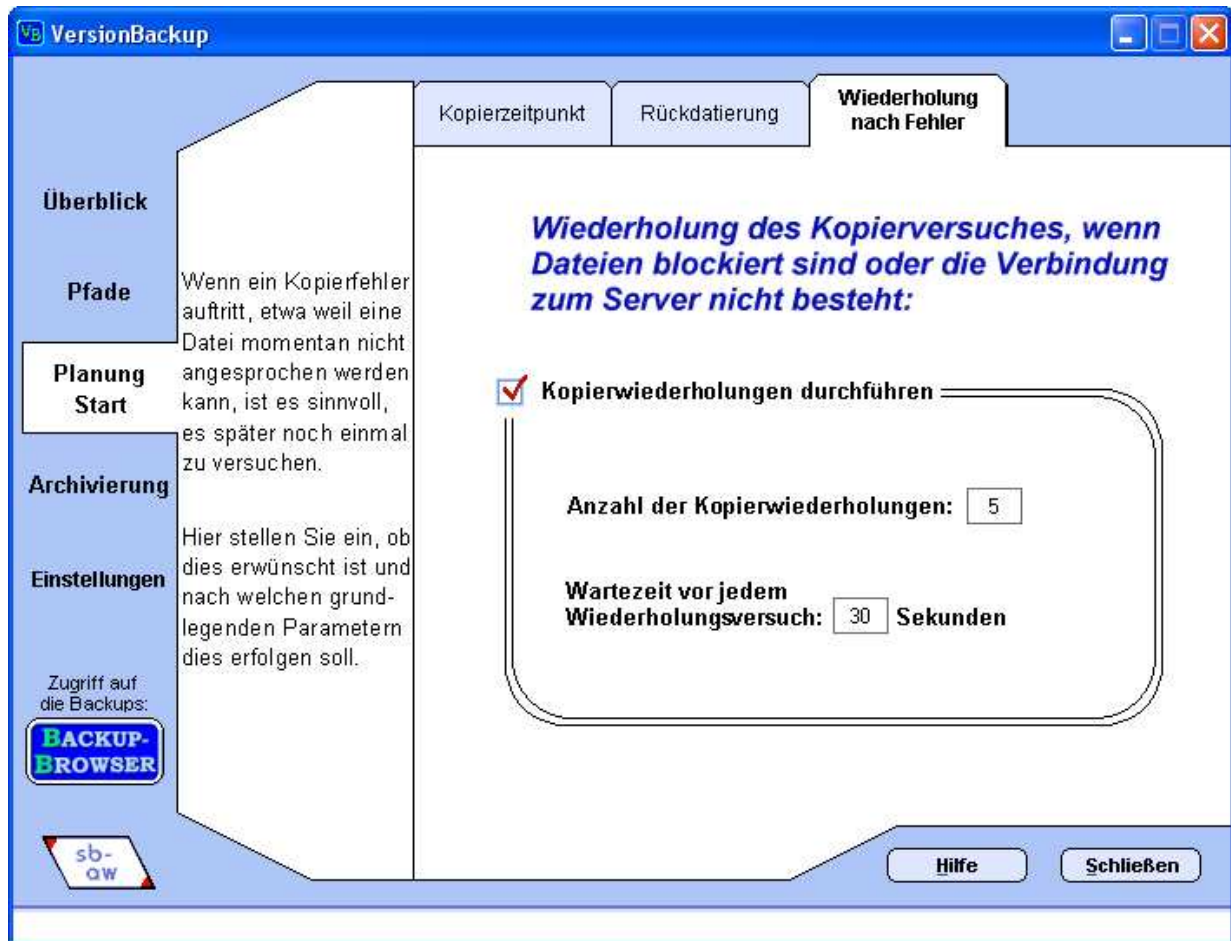 VB VersionBackup
Kopierzeitpunkt
Rückdatierung
Wiederholung
nach Fehler
Überblick
Pfade
Planung
Start
Archivierung
Einstellungen
Zugriff auf
die Backups:
BACKUP-
BROWSER
sb-
aw
Wenn ein Kopierfehler
auftritt, etwa weil eine
Datei momentan nicht
angesprochen werden
kann, ist es sinnvoll,
es später noch einmal
zu versuchen.
Hier stellen Sie ein, ob
dies erwünscht ist und
nach welchen grund-
legenden Parametern
dies erfolgen soll.
Wiederholung des Kopierversuches, wenn
Dateien blockiert sind oder die Verbindung
zum Server nicht besteht:
Kopierwiederholungen durchführen
Anzahl der Kopierwiederholungen: 5
Wartezeit vor jedem
Wiederholungsversuch: 30 Sekunden
Hilfe
Schließen